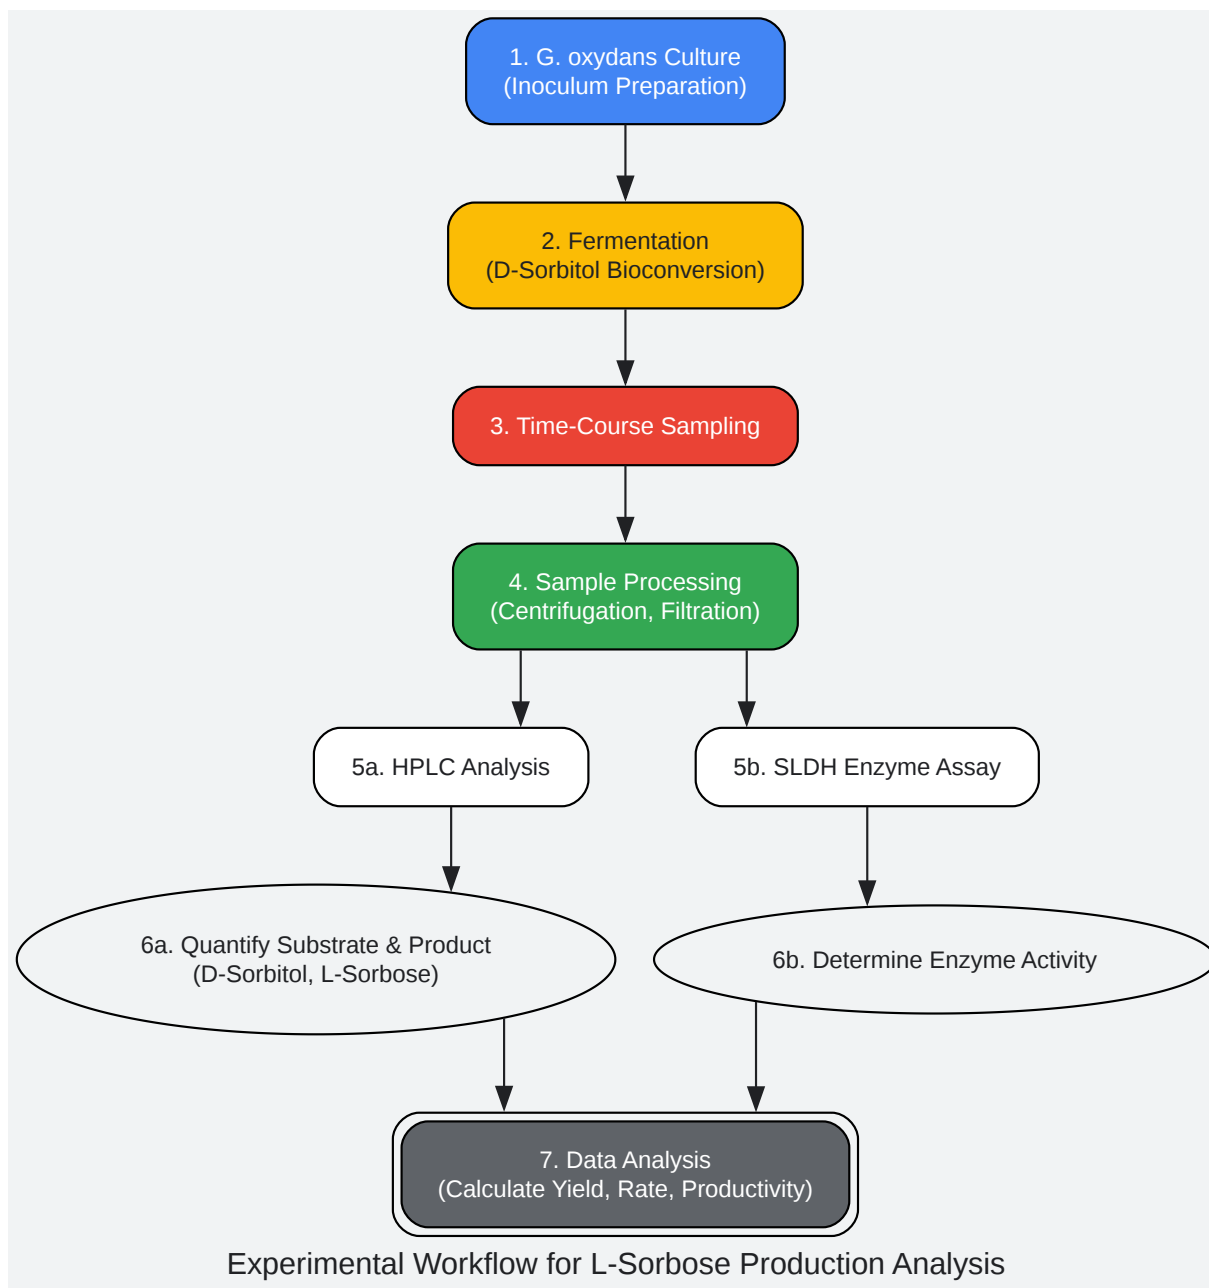 1. G. oxydans Culture
(Inoculum Preparation)
2. Fermentation
(D-Sorbitol Bioconversion)
3. Time-Course Sampling
4. Sample Processing
(Centrifugation, Filtration)
5a. HPLC Analysis
5b. SLDH Enzyme Assay
6a. Quantify Substrate & Product
(D-Sorbitol, L-Sorbose)
6b. Determine Enzyme Activity
7. Data Analysis
(Calculate Yield, Rate, Productivity)
Experimental Workflow for L-Sorbose Production Analysis